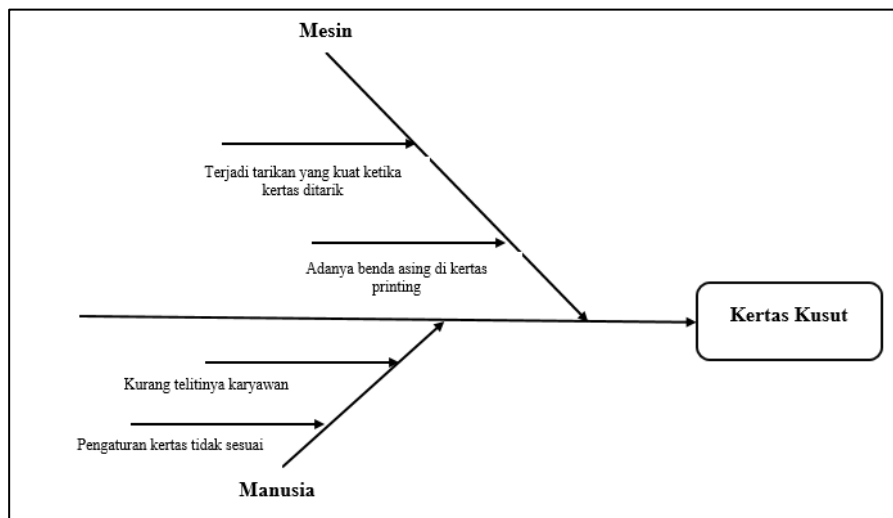 Mesin
Terjadi tarikan yang kuat ketika
kertas ditarik
Adanya benda asing di kertas
printing
Kertas Kusut
Kurang telitinya karyawan
Pengaturan kertas tidak sesuai
Manusia